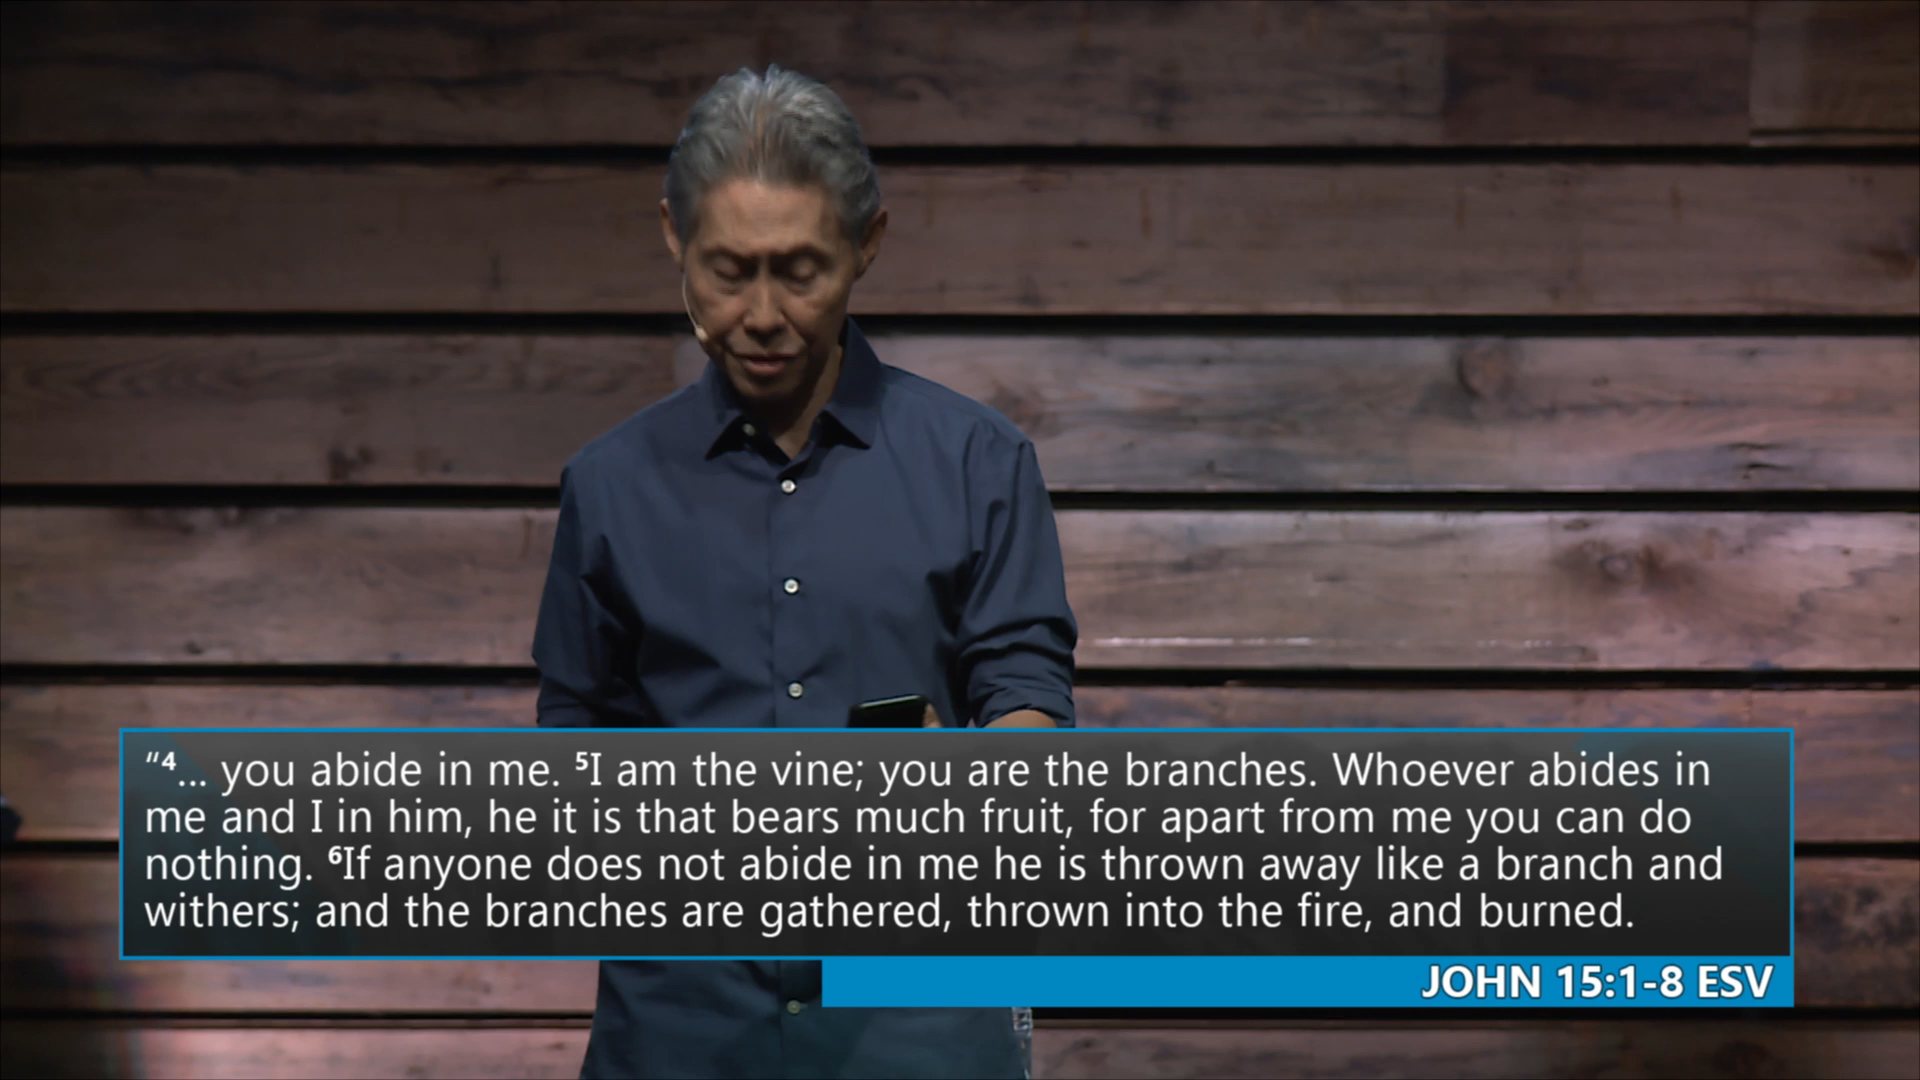 “⁴... you abide in me. ⁵I am the vine; you are the branches. Whoever abides in
me and I in him, he it is that bears much fruit, for apart from me you can do
nothing. ⁶If anyone does not abide in me he is thrown away like a branch and
withers; and the branches are gathered, thrown into the fire, and burned.
JOHN 15:1-8 ESV